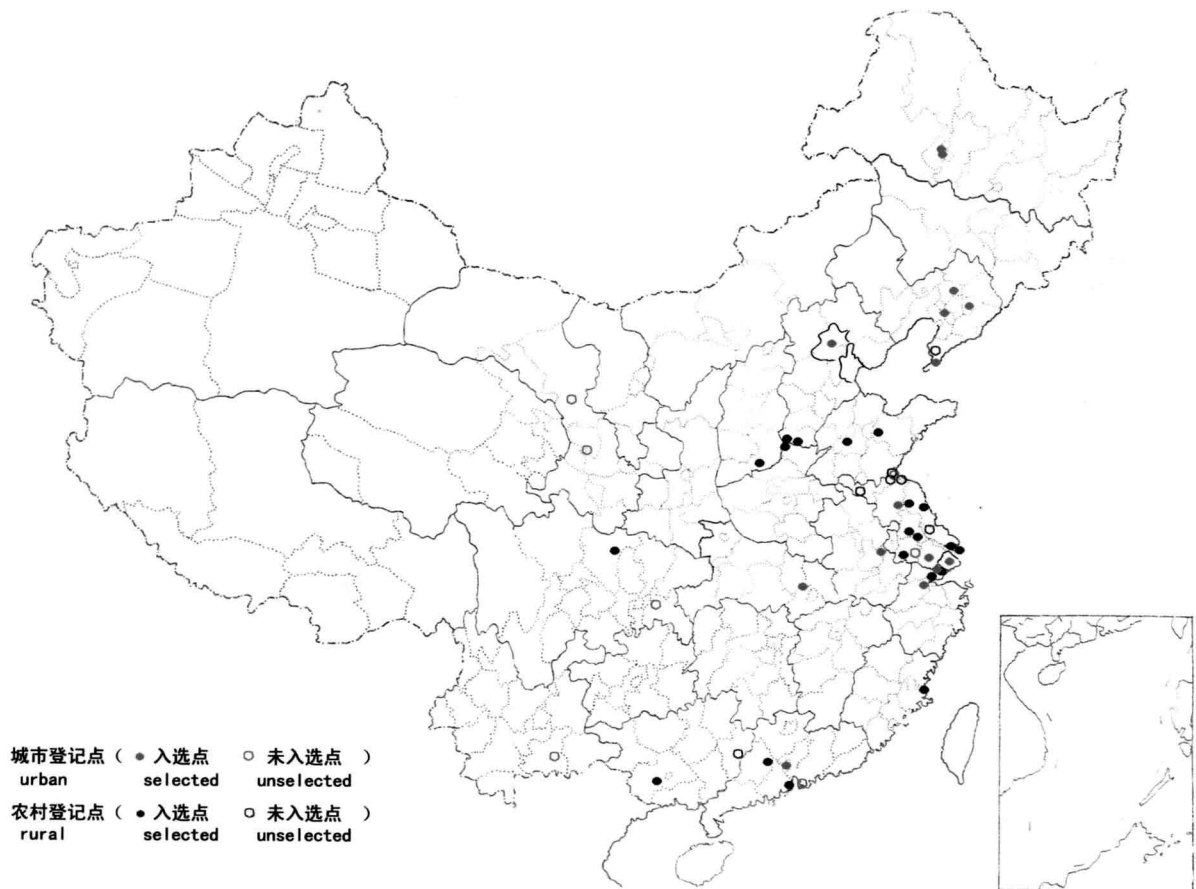 城市登记点（ 入选点 未入选点 ）
urban selected unselected
农村登记点（ 入选点 未入选点 ）
rural selected unselected